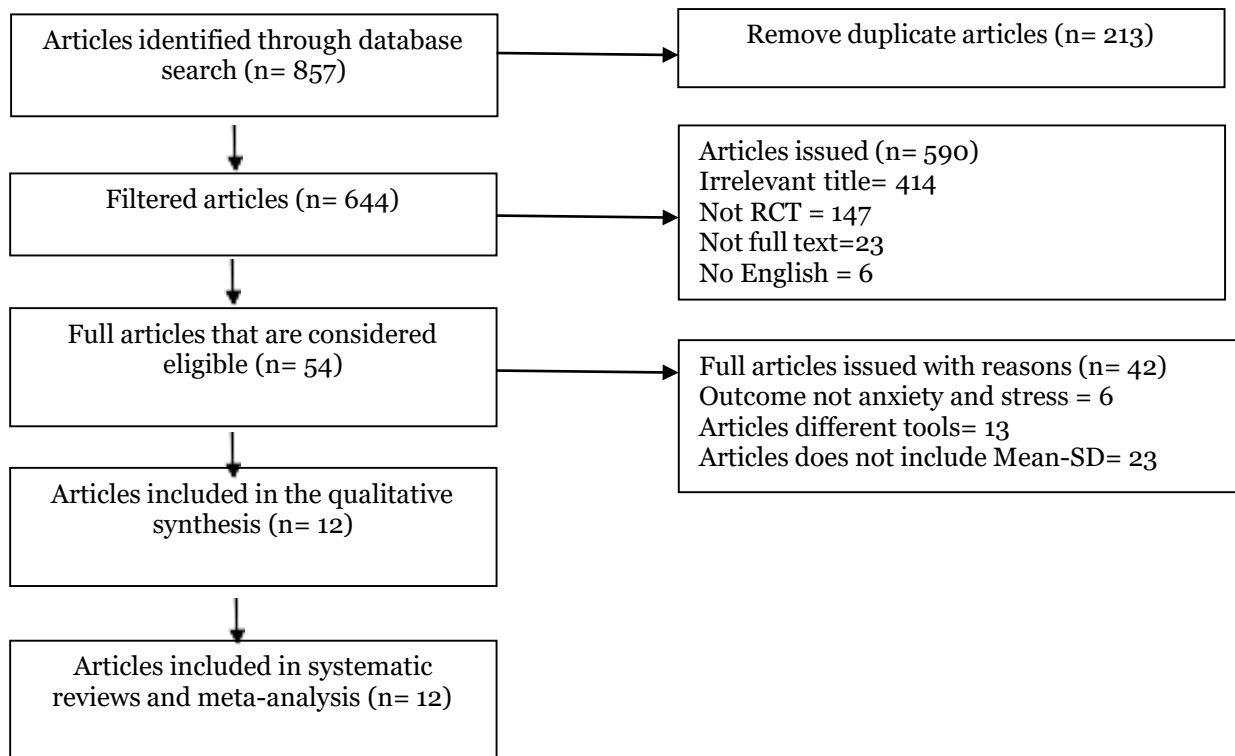 Articles identified through database
search (n= 857)
Remove duplicate articles (n= 213)
Filtered articles (n= 644)
Articles issued (n= 590)
Irrelevant title= 414
Not RCT = 147
Not full text=23
No English = 6
Full articles that are considered
eligible (n= 54)
Full articles issued with reasons (n= 42)
Outcome not anxiety and stress = 6
Articles different tools= 13
Articles does not include Mean-SD= 23
Articles included in the qualitative
synthesis (n= 12)
Articles included in systematic
reviews and meta-analysis (n= 12)